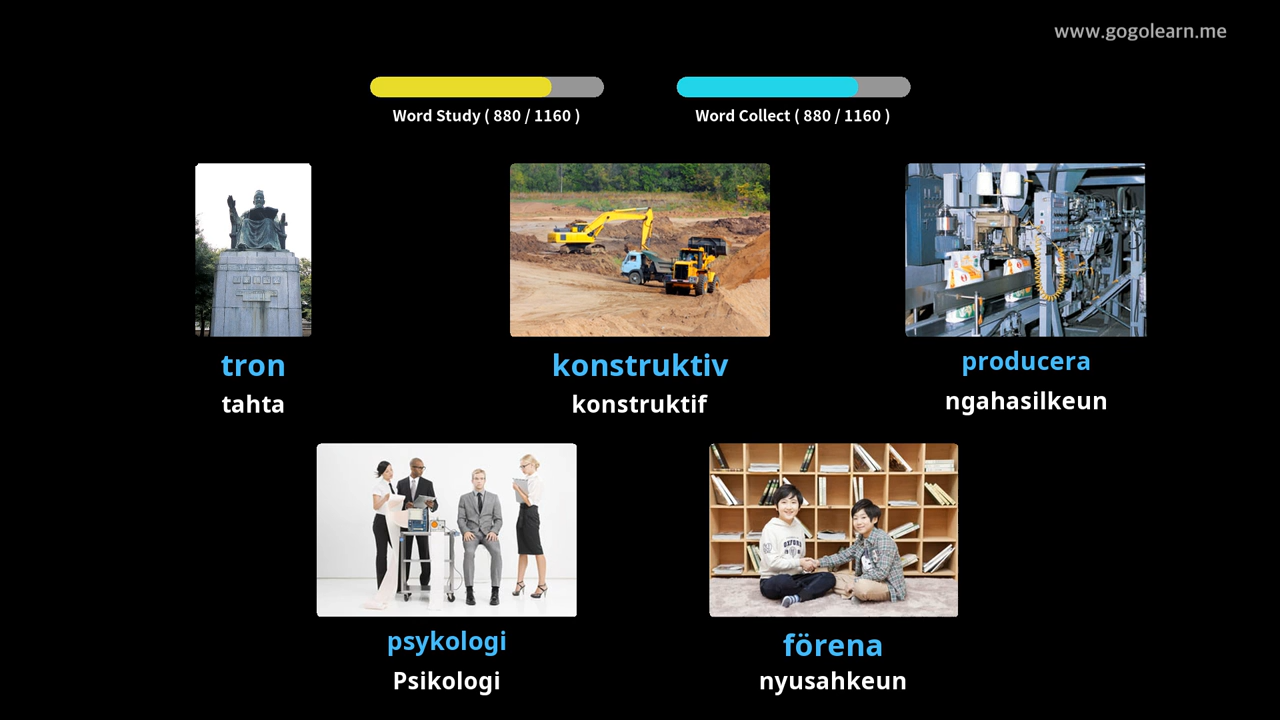 www.gogolearn.me
Word Study ( 880 / 1160 )
Word Collect ( 880 / 1160 )
tron
tahta
konstruktiv
konstruktif
producera
ngahasilkeun
psykologi
Psikologi
förena
nyusahkeun
OXFORD